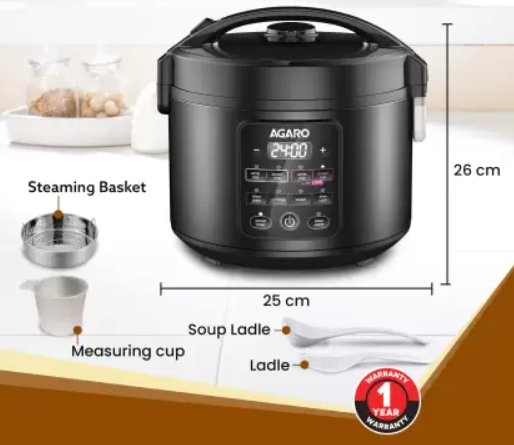 AGARO
- 24:00 +
26 cm
Steaming Basket
25 cm
Soup Ladle
Measuring cup
Ladle
WARRANTY
1
YEAR
WARRANTY